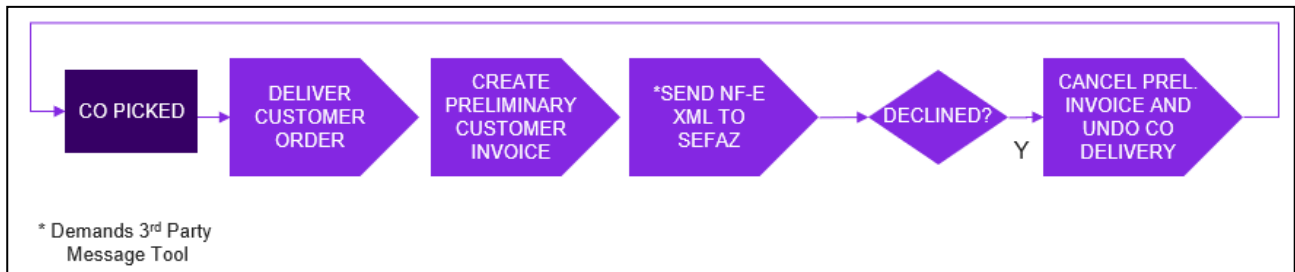 CO PICKED
DELIVER
CUSTOMER
ORDER
CREATE
PRELIMINARY
CUSTOMER
INVOICE
*SEND NF-E
XML TO
SEFAZ
DECLINED?
Y
CANCEL PREL.
INVOICE AND
UNDO CO
DELIVERY
* Demands 3rd Party
Message Tool